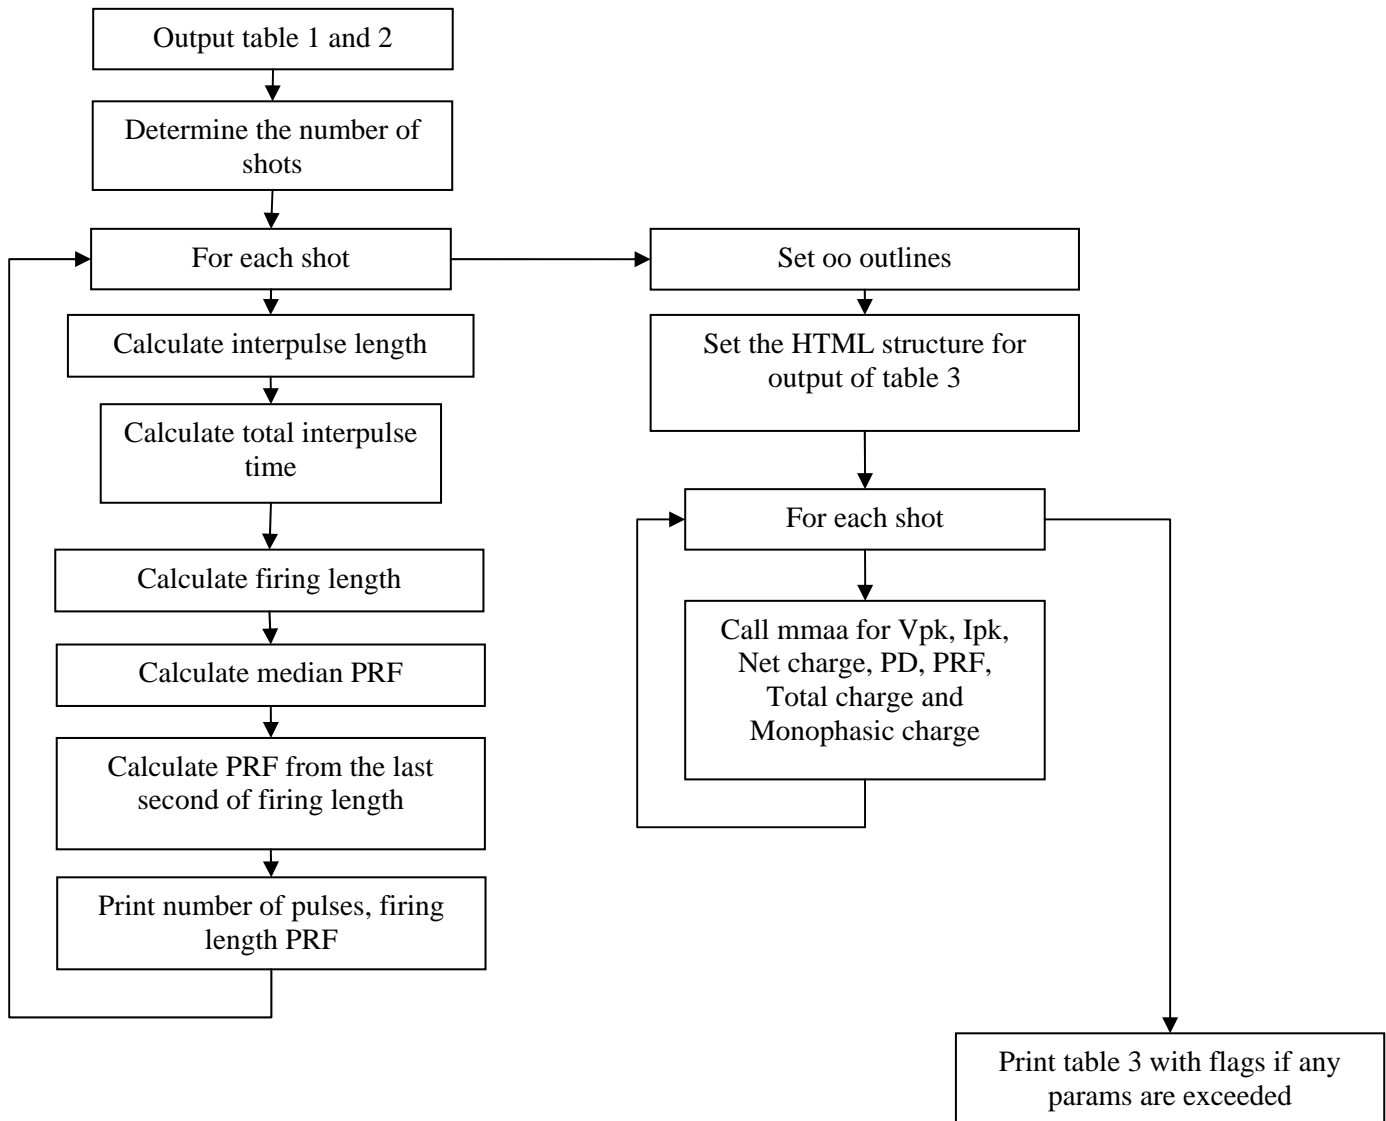 Output table 1 and 2
Determine the number of
shots
For each shot
Calculate interpulse length
Calculate total interpulse
time
Calculate firing length
Calculate median PRF
Calculate PRF from the last
second of firing length
Print number of pulses, firing
length PRF
Set oo outlines
Set the HTML structure for
output of table 3
For each shot
Call mmaa for Vpk, Ipk,
Net charge, PD, PRF,
Total charge and
Monophasic charge
Print table 3 with flags if any
params are exceeded